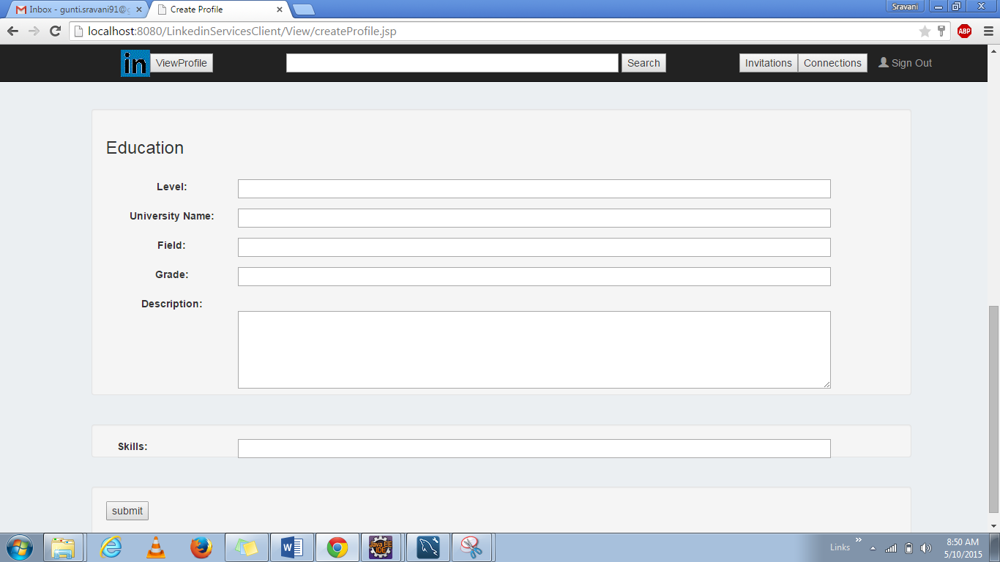 Inbox - gunti.sravani91@g
Create Profile
Sravani
localhost:8080/LinkedinServicesClient/View/createProfile.jsp
ABP
in
ViewProfile
Search
Invitations
Connections
Sign Out
Education
Level:
University Name:
Field:
Grade:
Description:
Skills:
submit
Java EE
IDE
Links
8:50 AM
5/10/2015